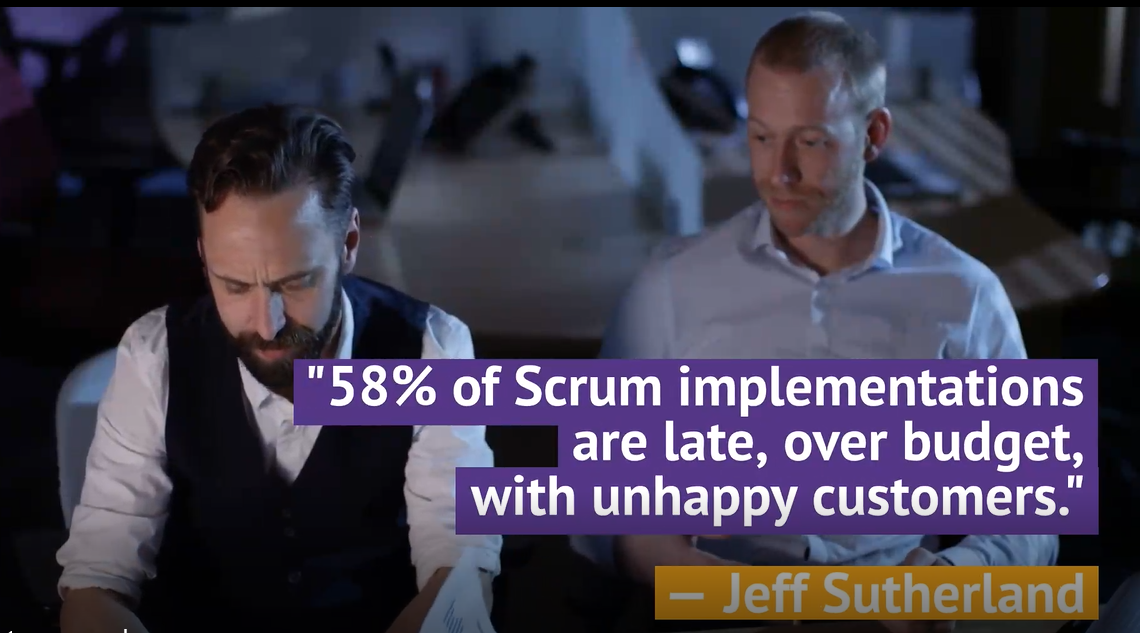 "58% of Scrum implementations
are late, over budget,
with unhappy customers."
— Jeff Sutherland